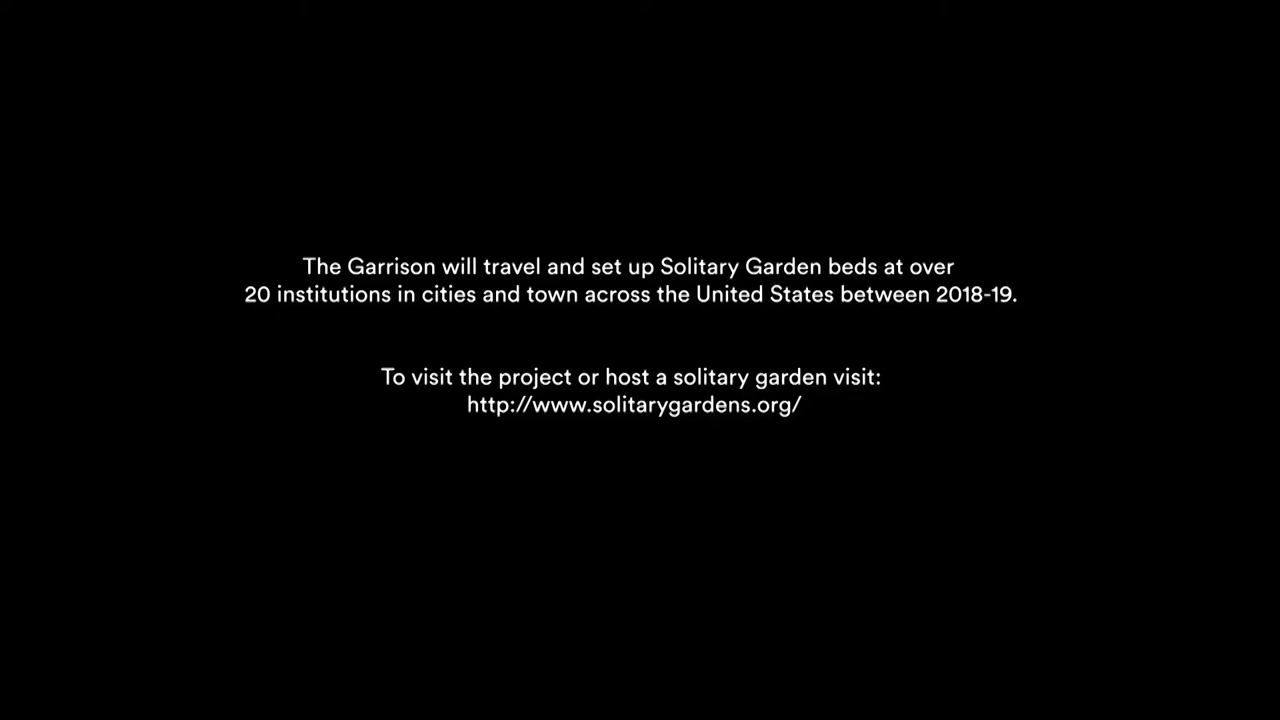 The Garrison will travel and set up Solitary Garden beds at over
20 institutions in cities and town across the United States between 2018-19.
To visit the project or host a solitary garden visit:
http://www.solitarygardens.org/